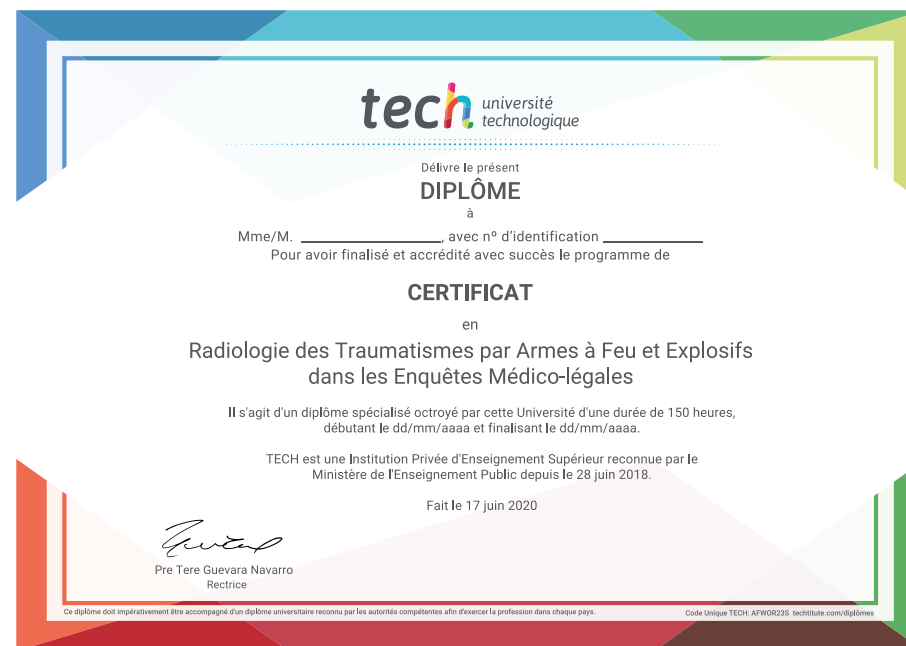 tech université
technologique
Délivre le présent
DIPLÔME
à
Mme/M. ____________________, avec nº d'identification ______________
Pour avoir finalisé et accrédité avec succès le programme de
CERTIFICAT
en
Radiologie des Traumatismes par Armes à Feu et Explosifs
dans les Enquêtes Médico-légales
Il s'agit d'un diplôme spécialisé octroyé par cette Université d'une durée de 150 heures,
débutant le dd/mm/aaaa et finalisant le dd/mm/aaaa.
TECH est une Institution Privée d'Enseignement Supérieur reconnue par le
Ministère de l'Enseignement Public depuis le 28 juin 2018.
Fait le 17 juin 2020
Pre Tere Guevara Navarro
Rectrice
Ce diplôme doit impérativement être accompagné d'un diplôme universitaire reconnu par les autorités compétentes afin d'exercer la profession dans chaque pays.
Code Unique TECH: AFWOR23S techtitute.com/diplômes